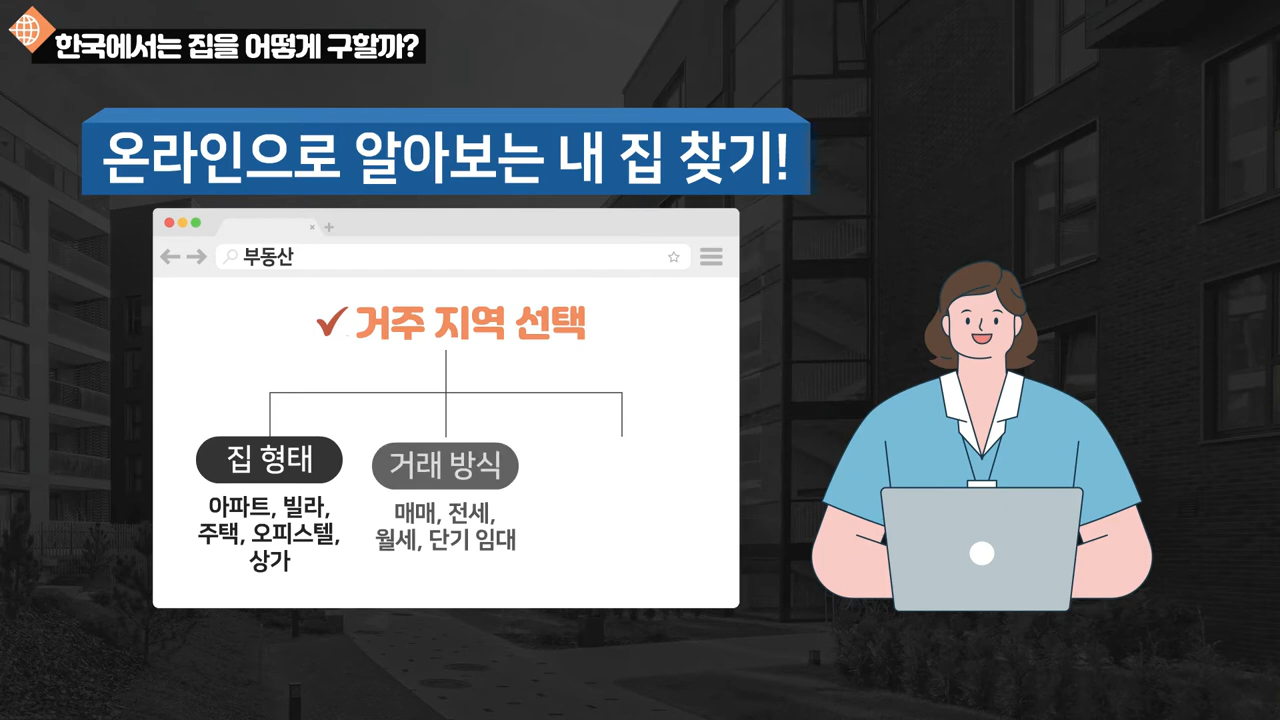 한국에서는 집을 어떻게 구할까?
온라인으로 알아보는 내 집 찾기!
부동산
거주 지역 선택
집 형태
아파트, 빌라,
주택, 오피스텔,
상가
거래 방식
매매, 전세,
월세, 단기 임대